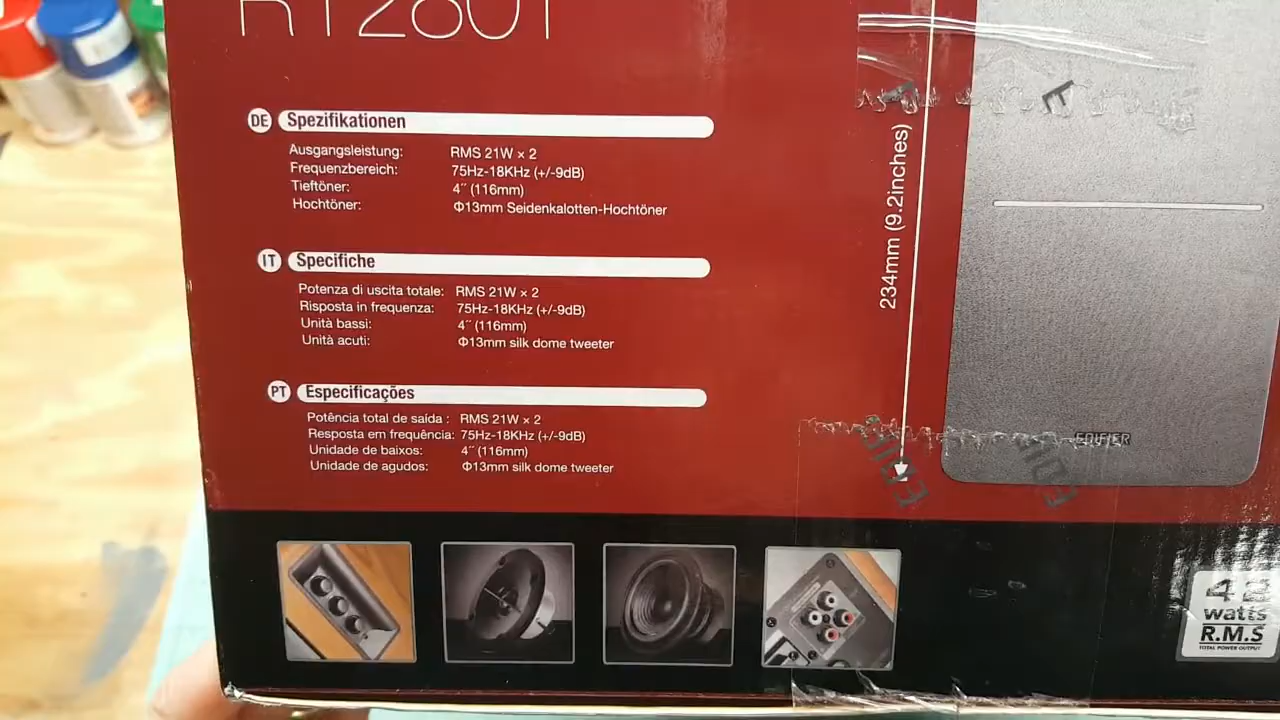 DE Spezifikationen
Ausgangsleistung: RMS 21W × 2
Frequenzbereich: 75Hz-18KHz (+/-9dB)
Tieftöner: 4˝ (116mm)
Hochtöner: Φ13mm Seidenkalotten-Hochtöner
IT Specifiche
Potenza di uscita totale: RMS 21W × 2
Risposta in frequenza: 75Hz-18KHz (+/-9dB)
Unità bassi: 4˝ (116mm)
Unità acuti: Φ13mm silk dome tweeter
PT Especificações
Potência total de saída : RMS 21W × 2
Resposta em frequência: 75Hz-18KHz (+/-9dB)
Unidade de baixos: 4˝ (116mm)
Unidade de agudos: Φ13mm silk dome tweeter
234mm (9.2inches)
EDIFIER
EDIF
EDIF
42
watts
R.M.S
TOTAL POWER OUTPUT